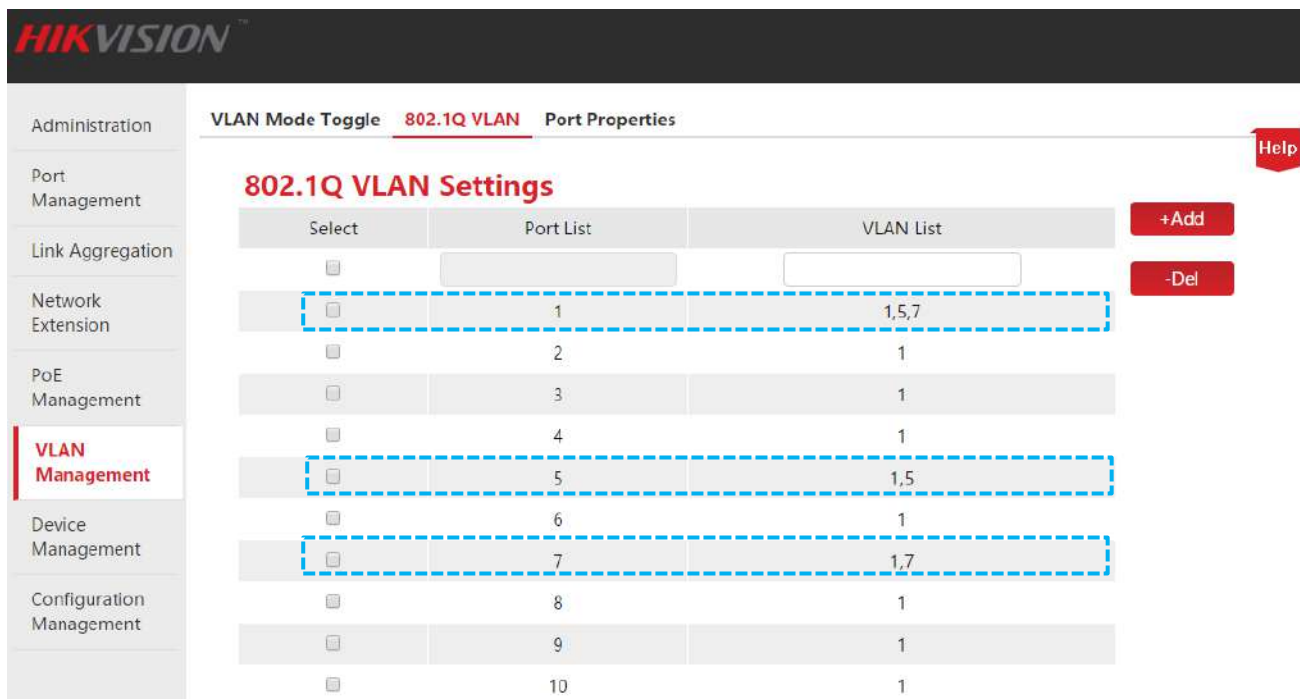 HIKVISION™
VLAN Mode Toggle 802.1Q VLAN Port Properties
Help
Administration
Port
Management
Link Aggregation
Network
Extension
PoE
Management
VLAN
Management
Device
Management
Configuration
Management
802.1Q VLAN Settings
+Add
-Del
Select Port List VLAN List
1 1,5,7
2 1
3 1
4 1
5 1,5
6 1
7 1,7
8 1
9 1
10 1